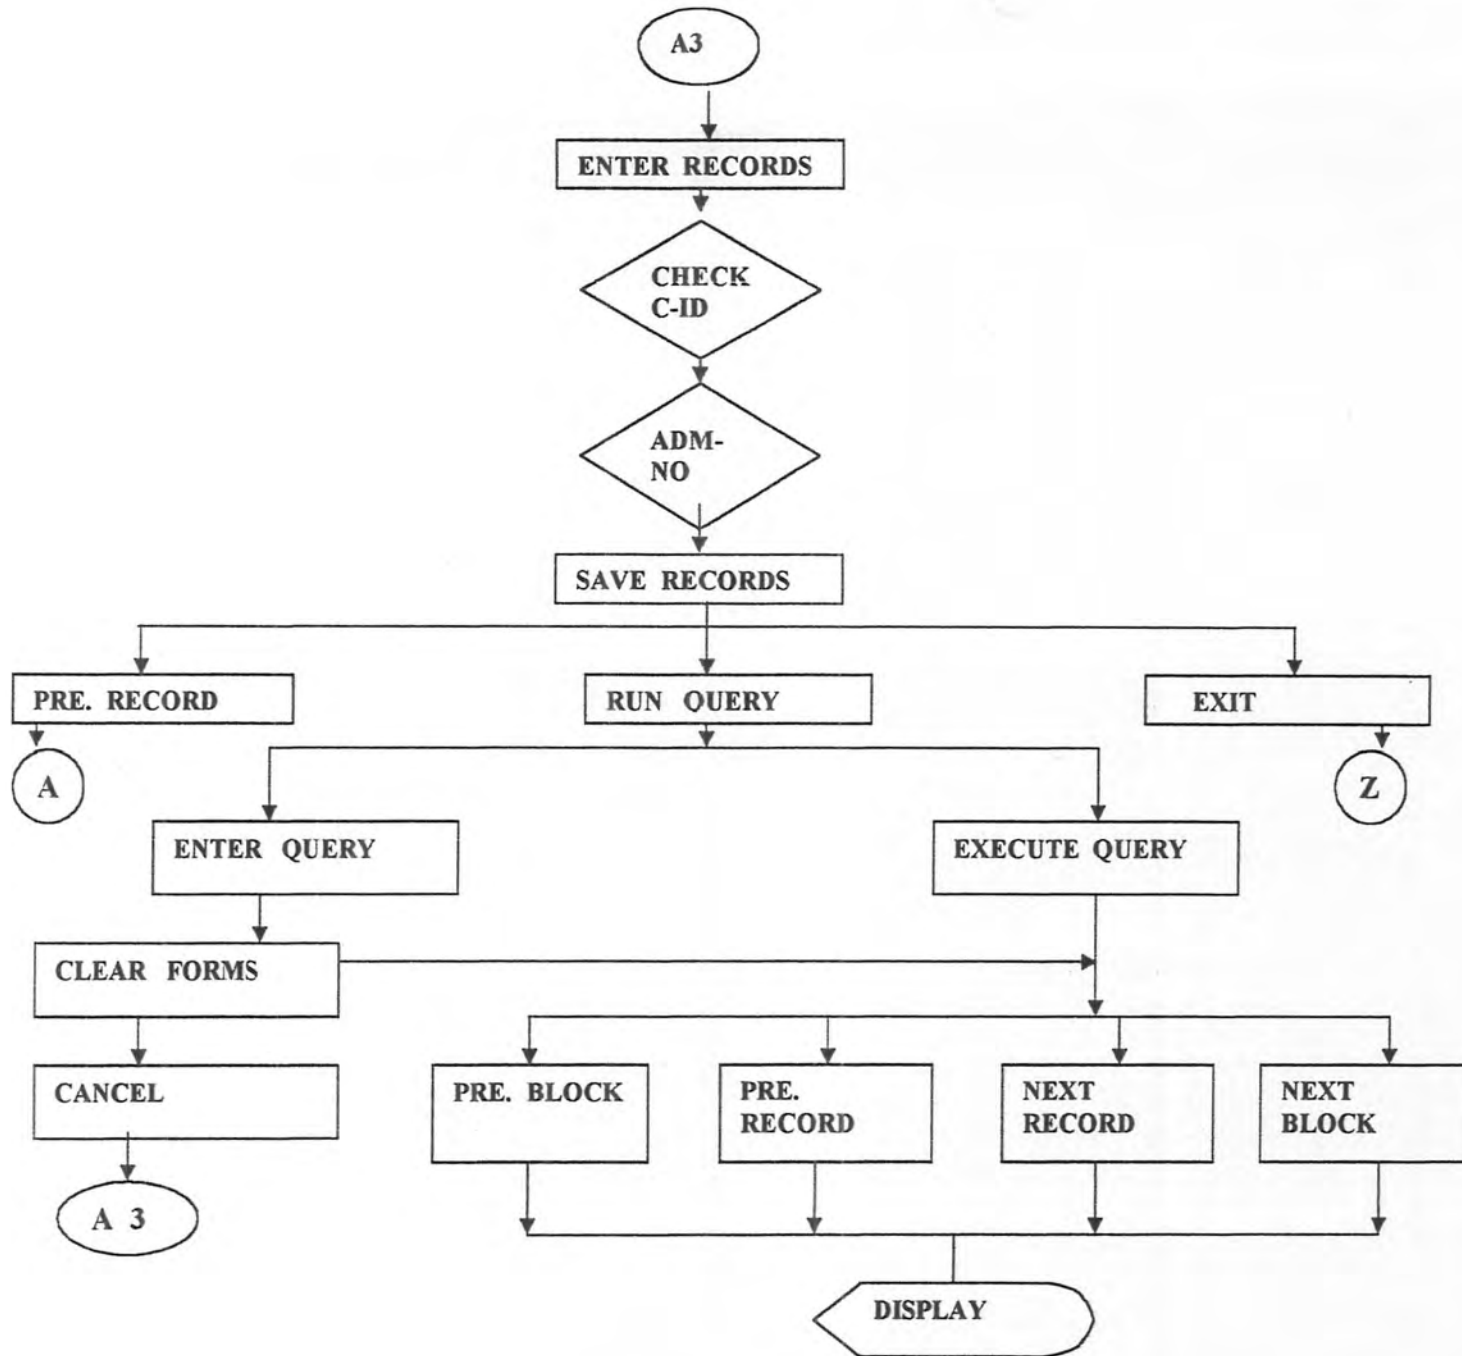 A3
ENTER RECORDS
CHECK
C-ID
ADM-
NO
SAVE RECORDS
PRE. RECORD
RUN QUERY
EXIT
A
Z
ENTER QUERY
EXECUTE QUERY
CLEAR FORMS
CANCEL
PRE. BLOCK
PRE.
RECORD
NEXT
RECORD
NEXT
BLOCK
A 3
DISPLAY